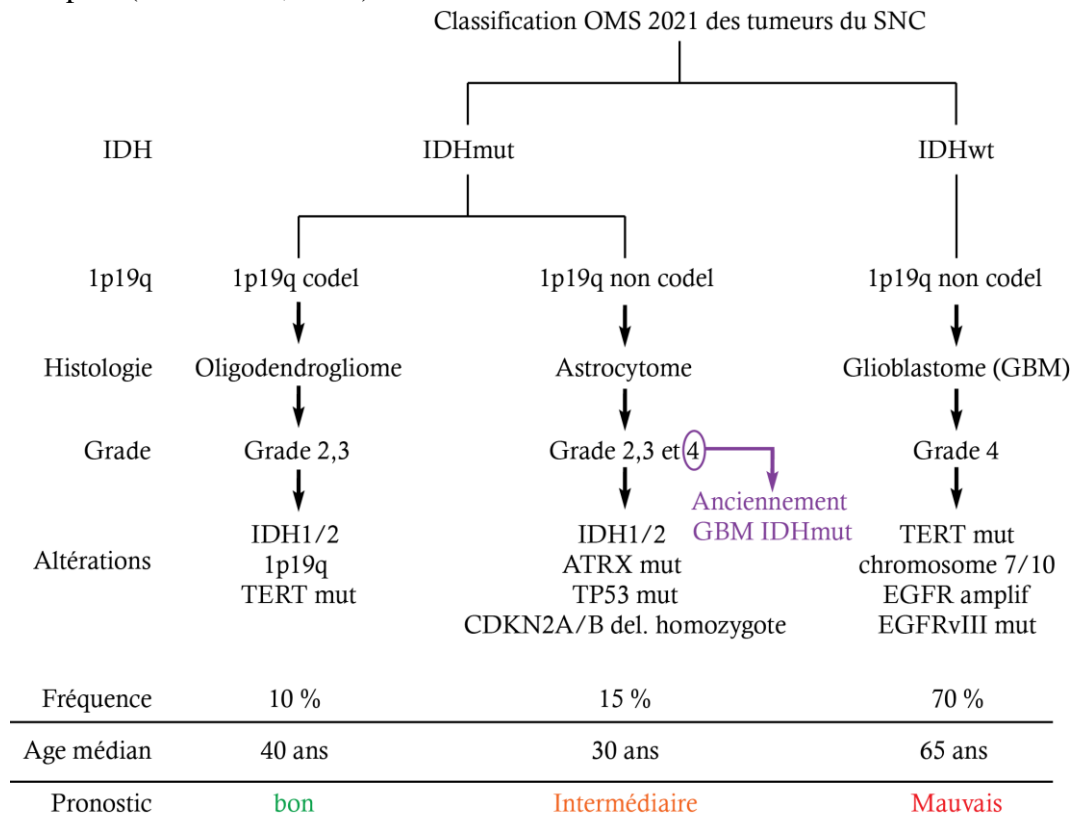 Classification OMS 2021 des tumeurs du SNC
IDH IDHmut IDHwt
1p19q 1p19q codel 1p19q non codel 1p19q non codel
Histologie Oligodendrogliome Astrocytome Glioblastome (GBM)
Grade Grade 2,3 Grade 2,3 et 4 Grade 4
Anciennement
GBM IDHmut
Altérations
IDH1/2
1p19q
TERT mut
IDH1/2
ATRX mut
TP53 mut
CDKN2A/B del. homozygote
TERT mut
chromosome 7/10
EGFR amplif
EGFRvIII mut
Fréquence 10 % 15 % 70 %
Age médian 40 ans 30 ans 65 ans
Pronostic bon Intermédiaire Mauvais